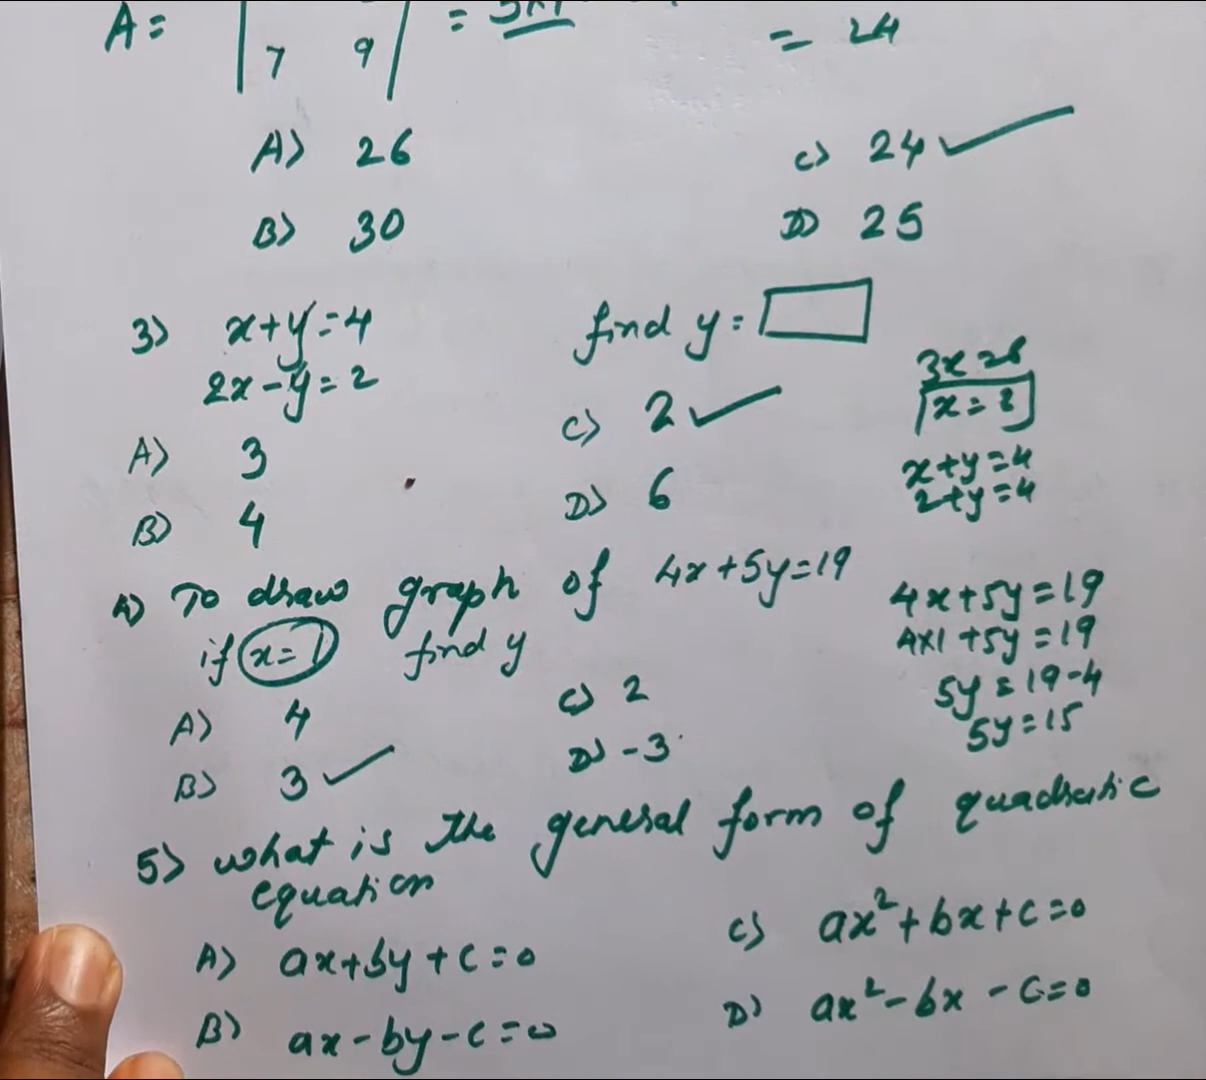 A= | 7 9 | =
= 24
A) 26
C) 24 ✓
B) 30
D) 25
3) x+y=4 find y=
2x-y=2
A) 3
C) 2 ✓
B) 4
D) 6
3x=6
x=2
x+y=4
2+y=4
4) To draw graph of 4x+5y=19
if x=1 find y
A) 4
C) 2
B) 3 ✓
D) -3
4x+5y=19
4x1+5y=19
5y=19-4
5y=15
5) what is the general form of quadratic
equation
A) ax+by+c=0
C) ax²+bx+c=0
B) ax-by-c=0
D) ax²-bx-c=0